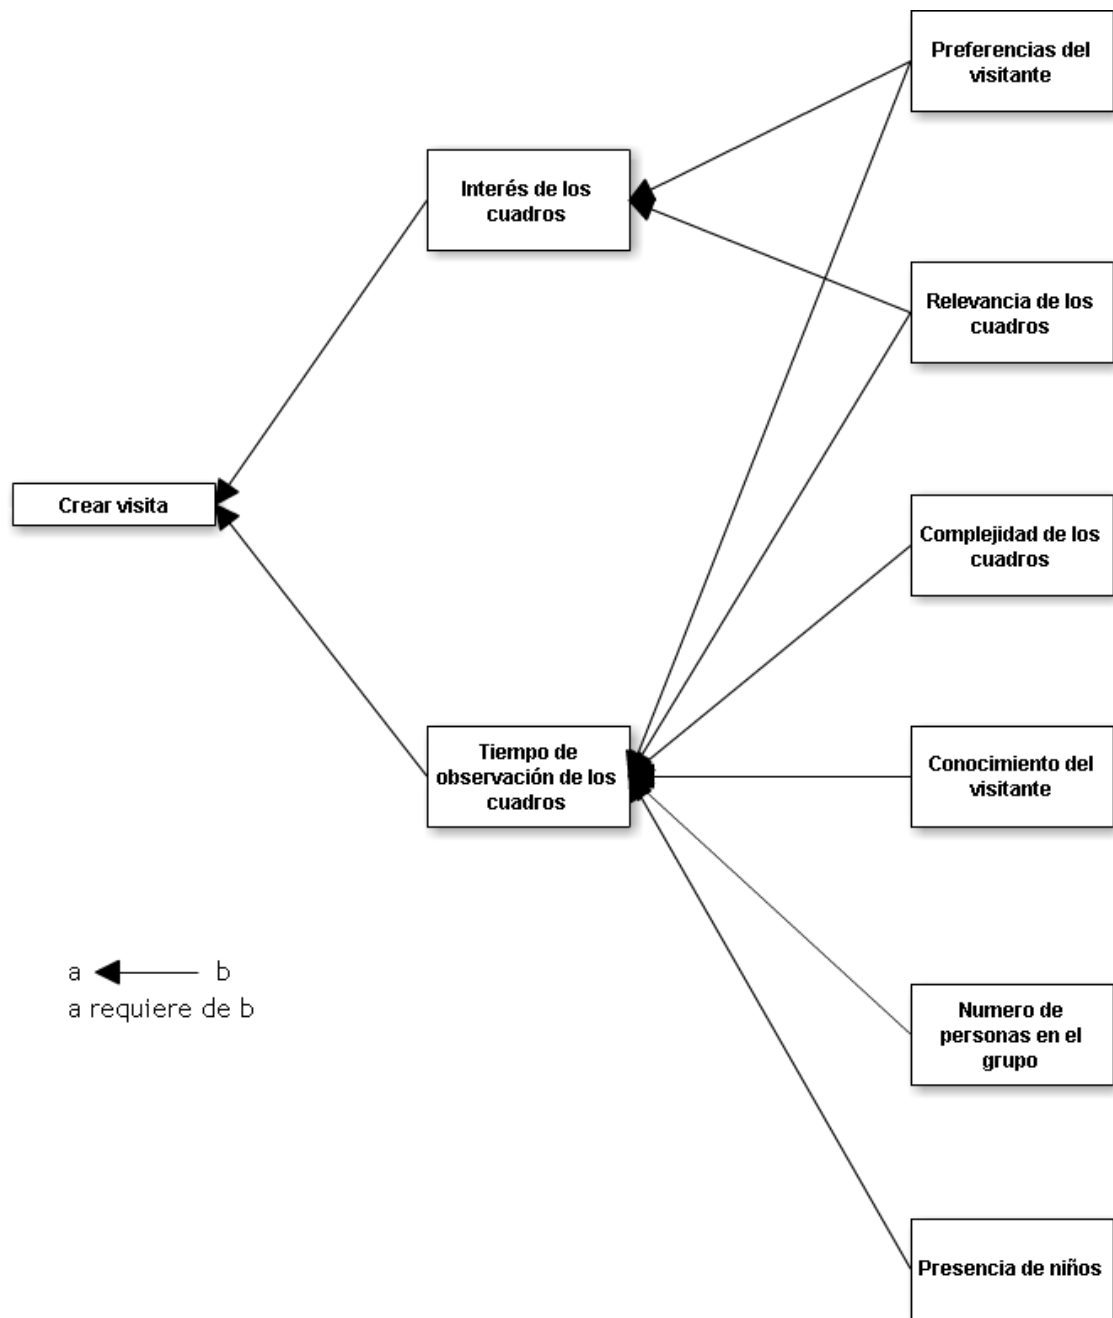 Preferencias del
visitante
Interés de los
cuadros
Relevancia de los
cuadros
Crear visita
Complejidad de los
cuadros
Tiempo de
observación de los
cuadros
Conocimiento del
visitante
a b
a requiere de b
Numero de
personas en el
grupo
Presencia de niños